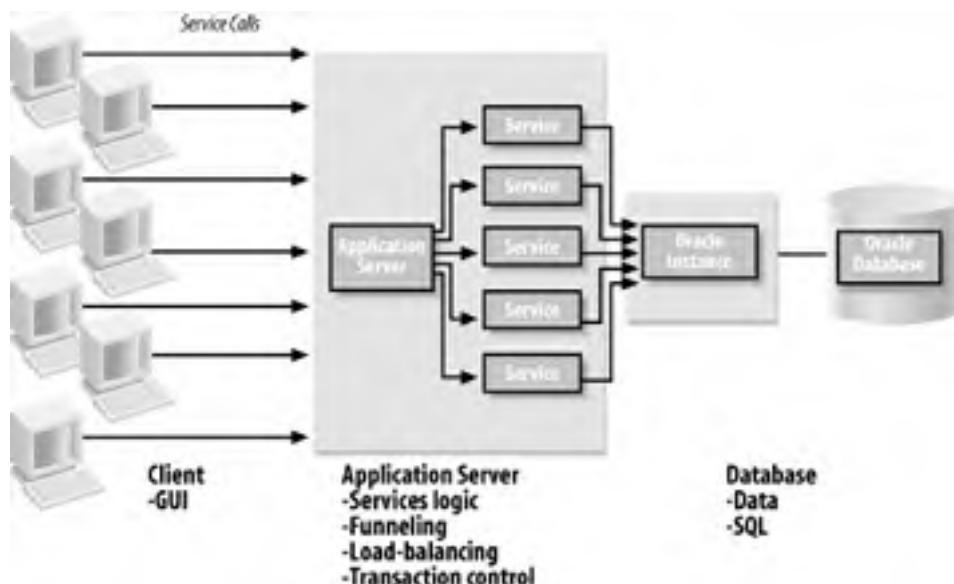 Service Calls
Service
Service
Application
Server
Service
Oracle
Instance
Oracle
Database
Service
Service
Client
-GUI
Application Server
-Services logic
-Funneling
-Load-balancing
-Transaction control
Database
-Data
-SQL